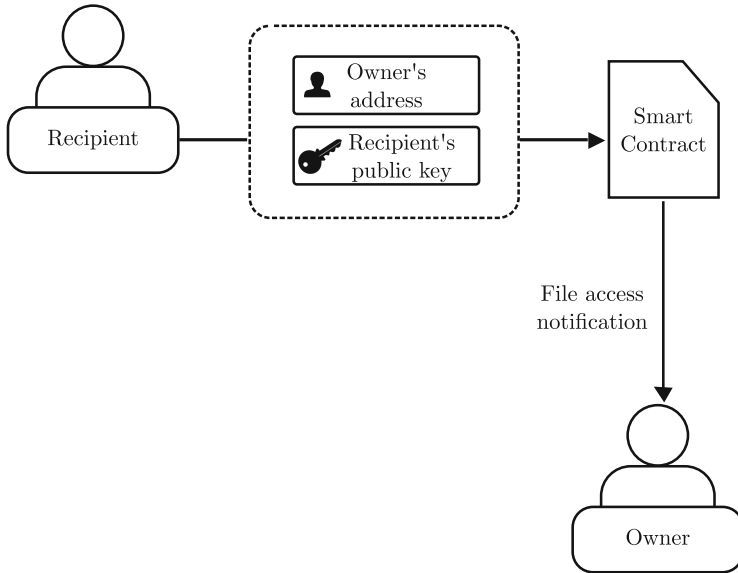 Recipient
Owner's
address
Recipient's
public key
Smart
Contract
File access
notification
Owner